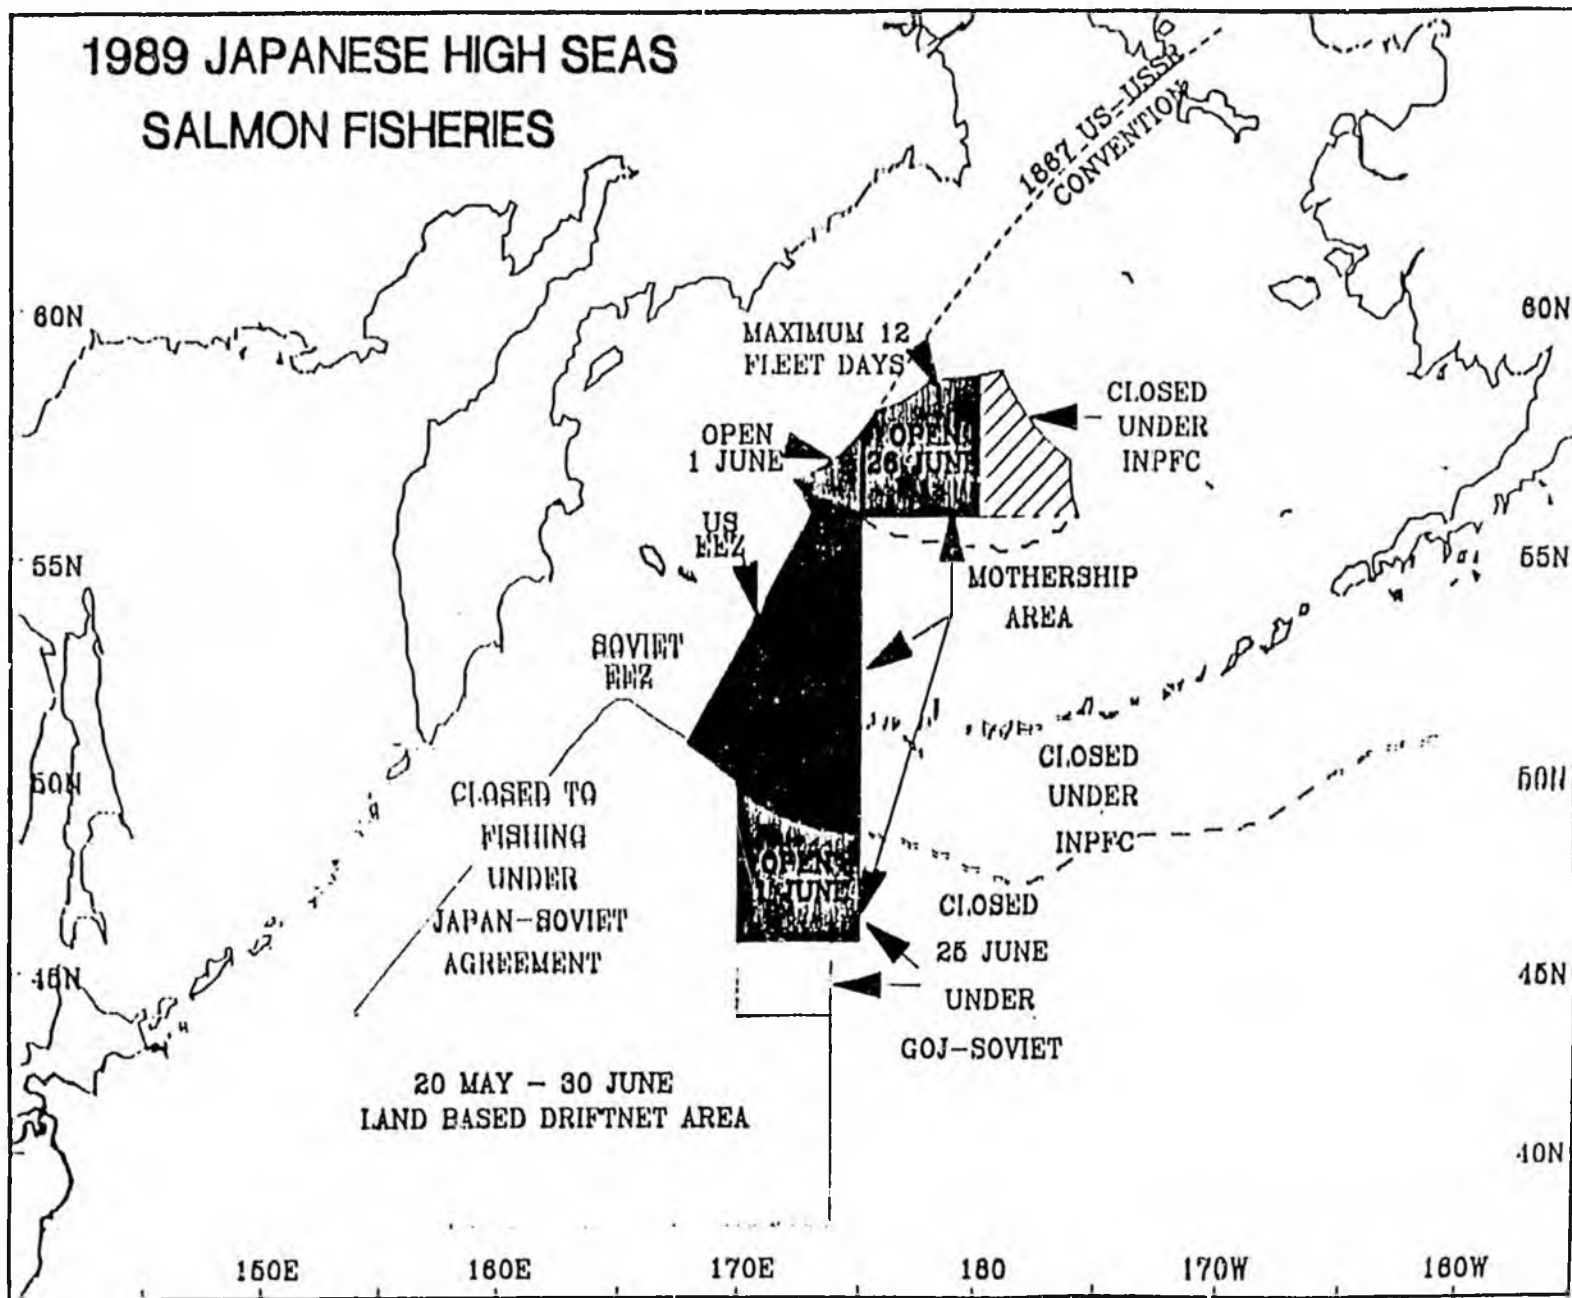 1989 JAPANESE HIGH SEAS
SALMON FISHERIES
1867 US-USSR
CONVENTION
60N
60N
MAXIMUM 12
FLEET DAYS
CLOSED
UNDER
INPFC
OPEN
1 JUNE
OPEN
26 JUNE
US
EEZ
55N
55N
MOTHERSHIP
AREA
SOVIET
EEZ
CLOSED
UNDER
INPFC
50N
50N
CLOSED TO
FISHING
UNDER
JAPAN-SOVIET
AGREEMENT
OPEN
1 JUNE
CLOSED
25 JUNE
UNDER
GOJ-SOVIET
45N
45N
20 MAY - 30 JUNE
LAND BASED DRIFTNET AREA
40N
150E
160E
170E
180
170W
160W